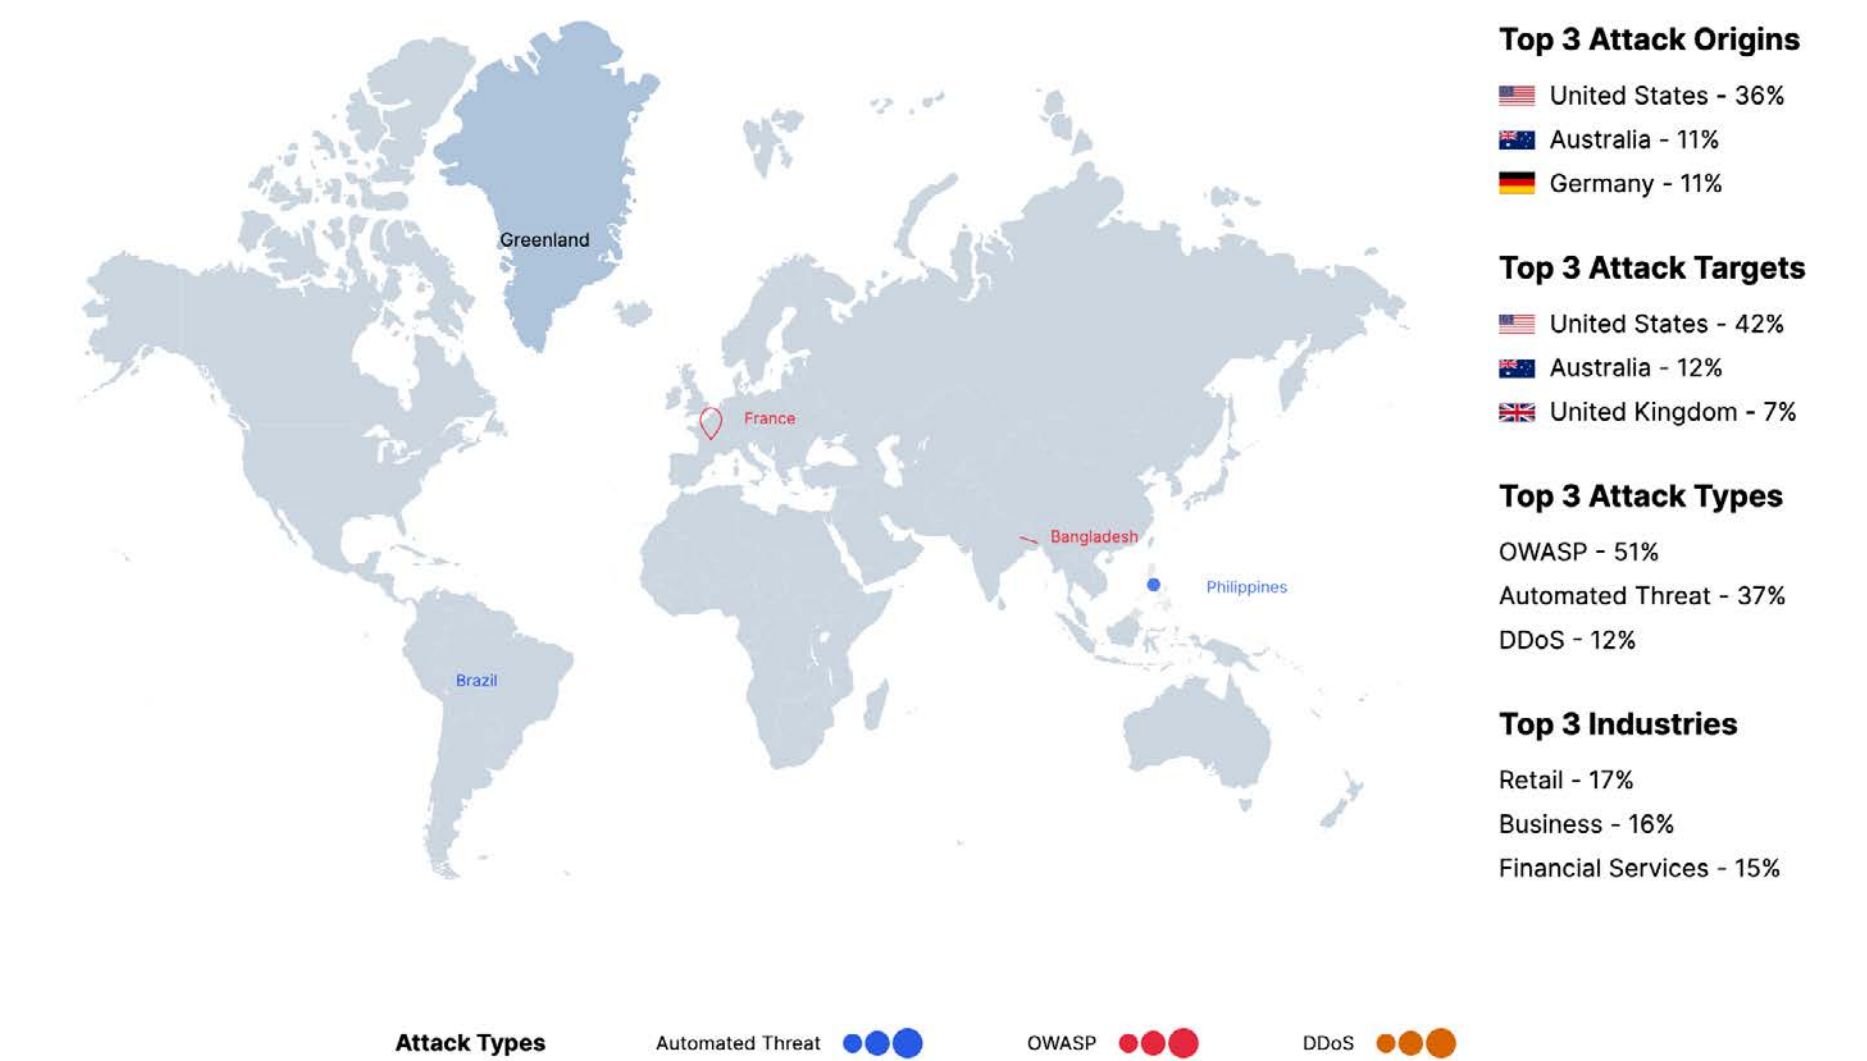 Greenland
France
Bangladesh
Philippines
Brazil
Top 3 Attack Origins
United States - 36%
Australia - 11%
Germany - 11%
Top 3 Attack Targets
United States - 42%
Australia - 12%
United Kingdom - 7%
Top 3 Attack Types
OWASP - 51%
Automated Threat - 37%
DDoS - 12%
Top 3 Industries
Retail - 17%
Business - 16%
Financial Services - 15%
Attack Types Automated Threat OWASP DDoS